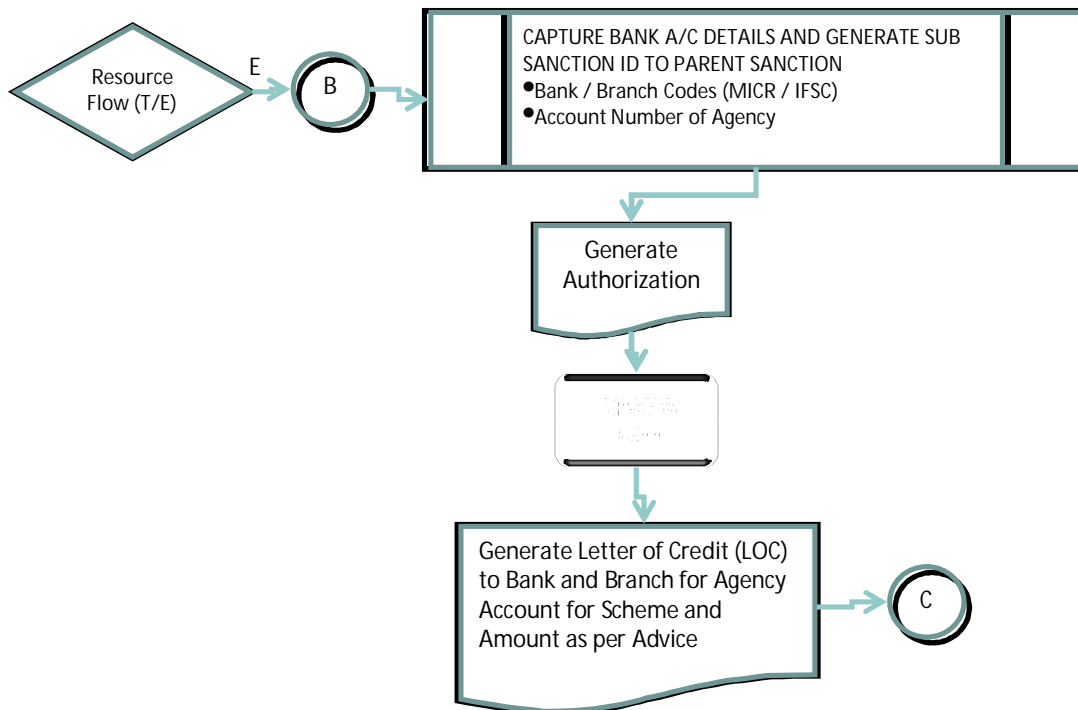 Resource
Flow (T/E)
E
B
CAPTURE BANK A/C DETAILS AND GENERATE SUB
SANCTION ID TO PARENT SANCTION
●Bank / Branch Codes (MICR / IFSC)
●Account Number of Agency
Generate
Authorization
Generate Letter of Credit (LOC)
to Bank and Branch for Agency
Account for Scheme and
Amount as per Advice
C